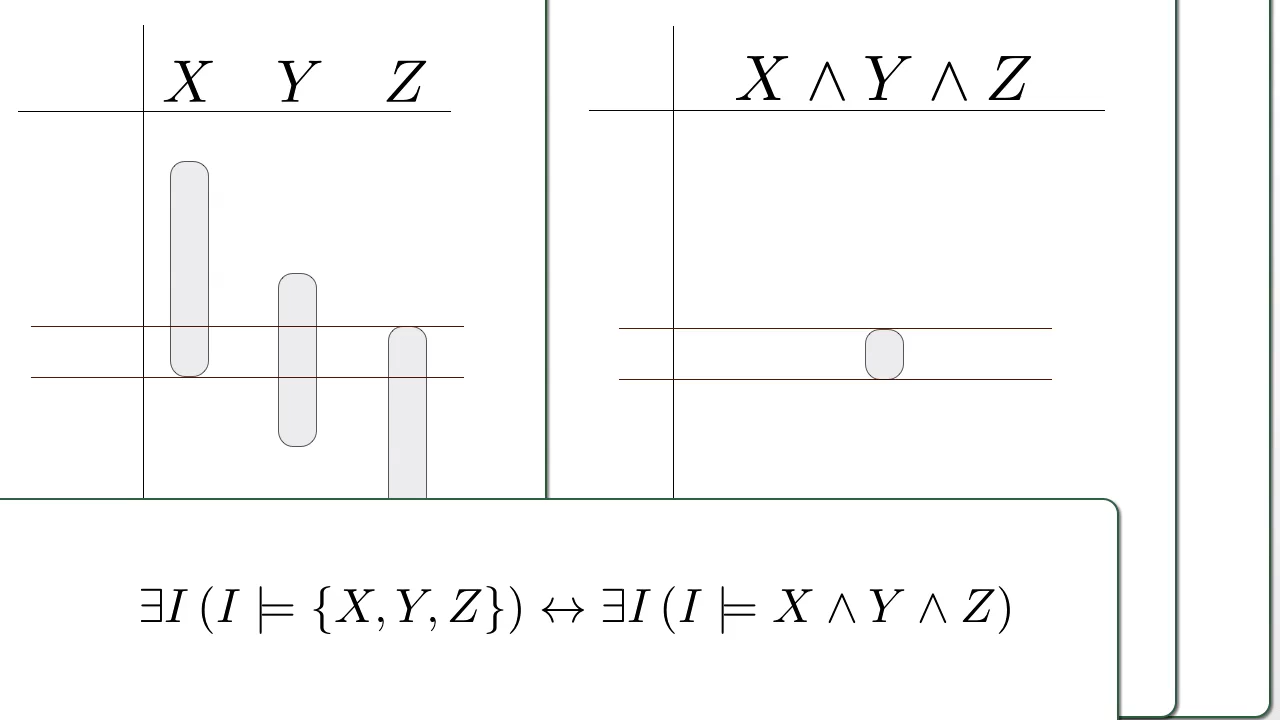 X Y Z
X ∧ Y ∧ Z
∃I (I ⊨ {X, Y, Z}) ↔ ∃I (I ⊨ X ∧ Y ∧ Z)